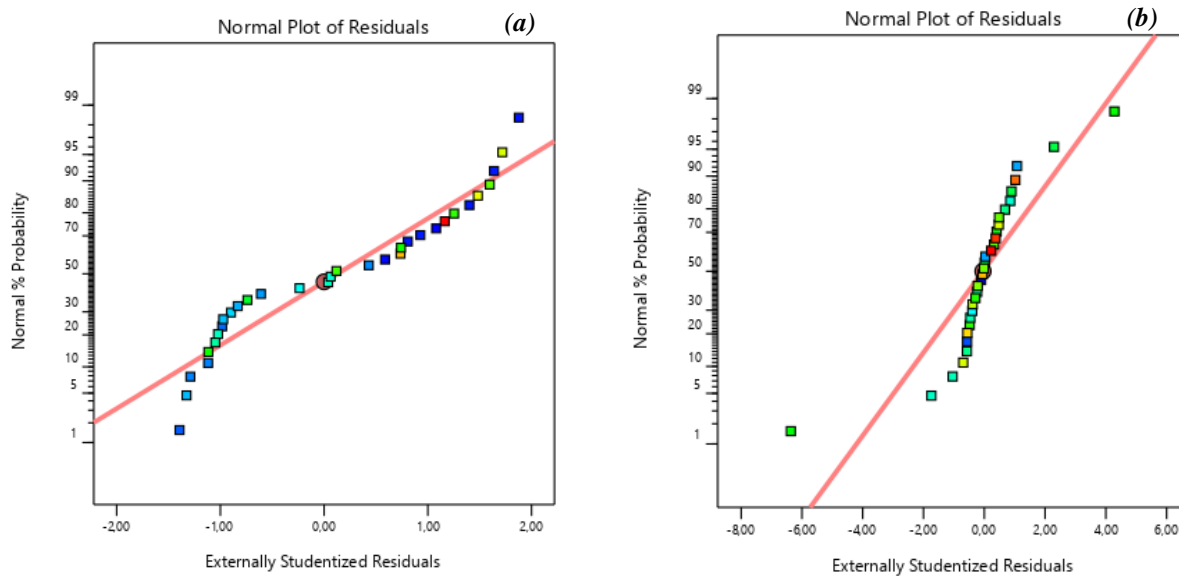 Normal Plot of Residuals (a)
Normal % Probability
99
95
90
80
70
50
30
20
10
5
1
-2,00 -1,00 0,00 1,00 2,00
Externally Studentized Residuals
Normal Plot of Residuals (b)
Normal % Probability
99
95
90
80
70
50
30
20
10
5
1
-8,00 -6,00 -4,00 -2,00 0,00 2,00 4,00 6,00
Externally Studentized Residuals